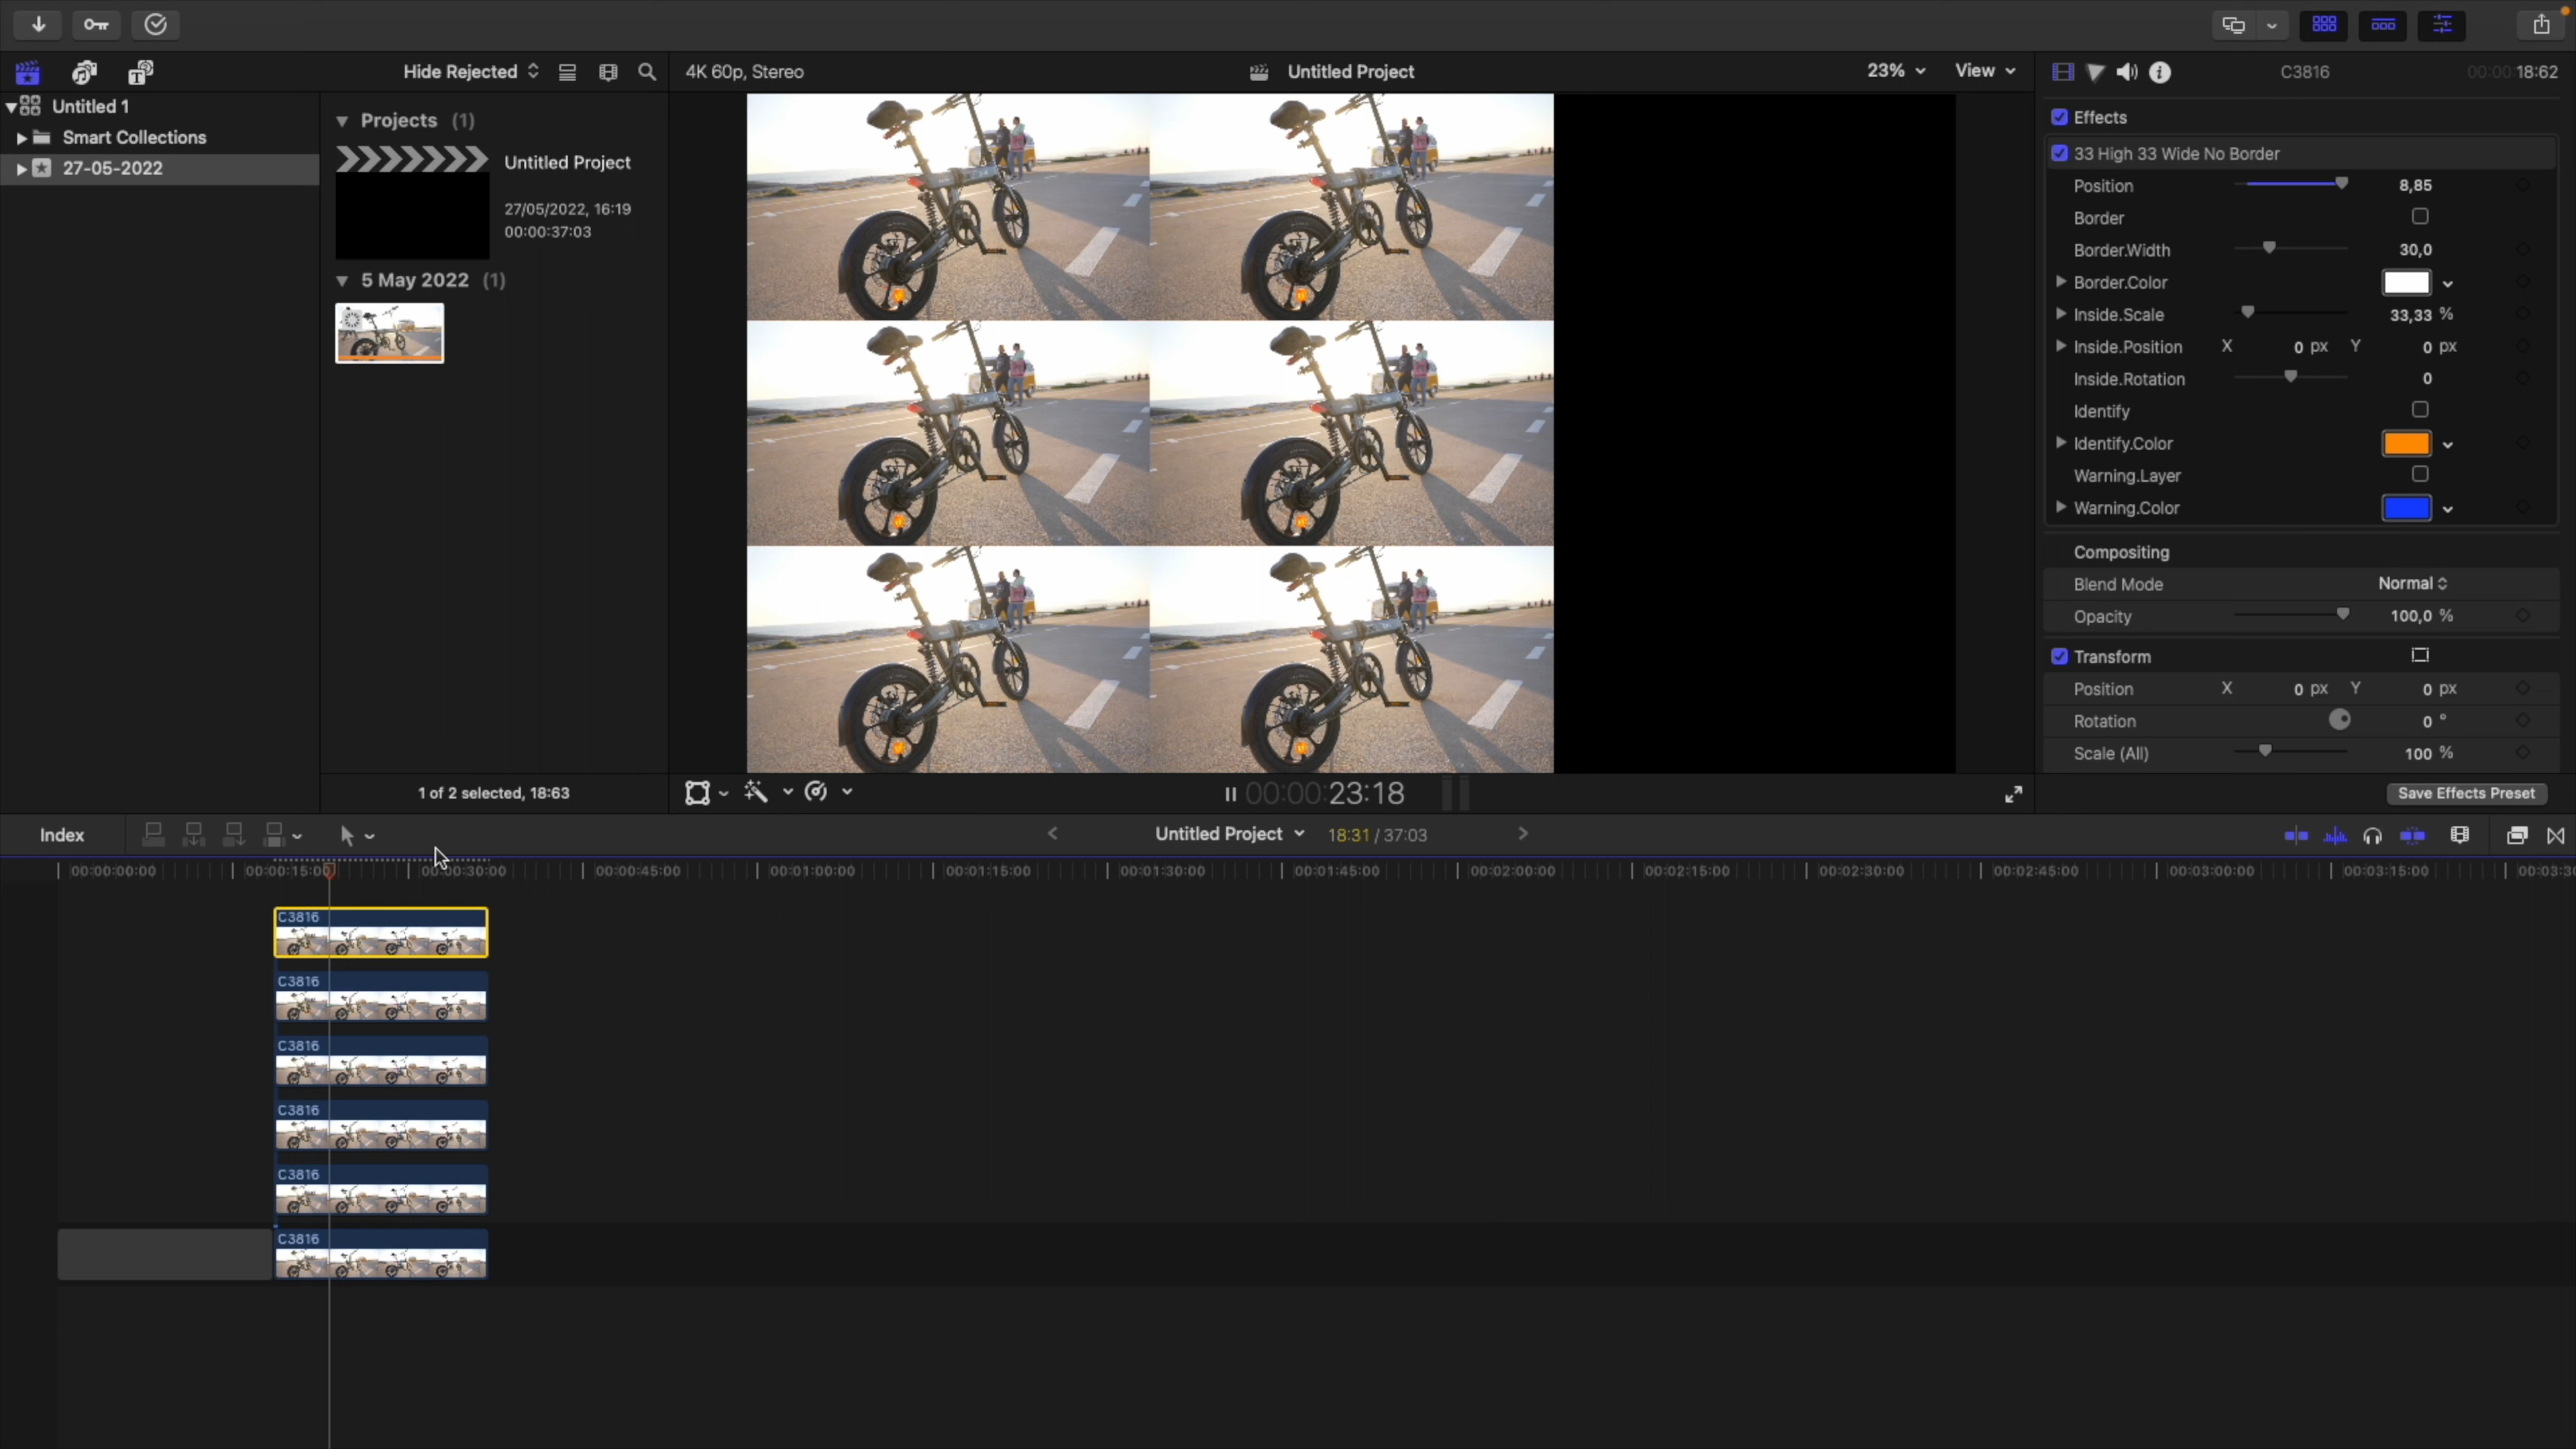 Hide Rejected
4K 60p, Stereo
Untitled Project
23%
View
C3816
00:00:18:62
Untitled 1
Smart Collections
27-05-2022
Projects (1)
Untitled Project
27/05/2022, 16:19
00:00:37:03
5 May 2022 (1)
Effects
33 High 33 Wide No Border
Position 8,85
Border
Border.Width 30,0
Border.Color
Inside.Scale 33,33 %
Inside.Position X 0 px Y 0 px
Inside.Rotation 0
Identify
Identify.Color
Warning.Layer
Warning.Color
Compositing
Blend Mode Normal
Opacity 100,0 %
Transform
Position X 0 px Y 0 px
Rotation 0 °
Scale (All) 100 %
1 of 2 selected, 18:63
00:00:23:18
Save Effects Preset
Index
Untitled Project
18:31 / 37:03
00:00:00:00 00:00:15:00 00:00:30:00 00:00:45:00 00:01:00:00 00:01:15:00 00:01:30:00 00:01:45:00 00:02:00:00 00:02:15:00 00:02:30:00 00:02:45:00 00:03:00:00 00:03:15:00
C3816
C3816
C3816
C3816
C3816
C3816